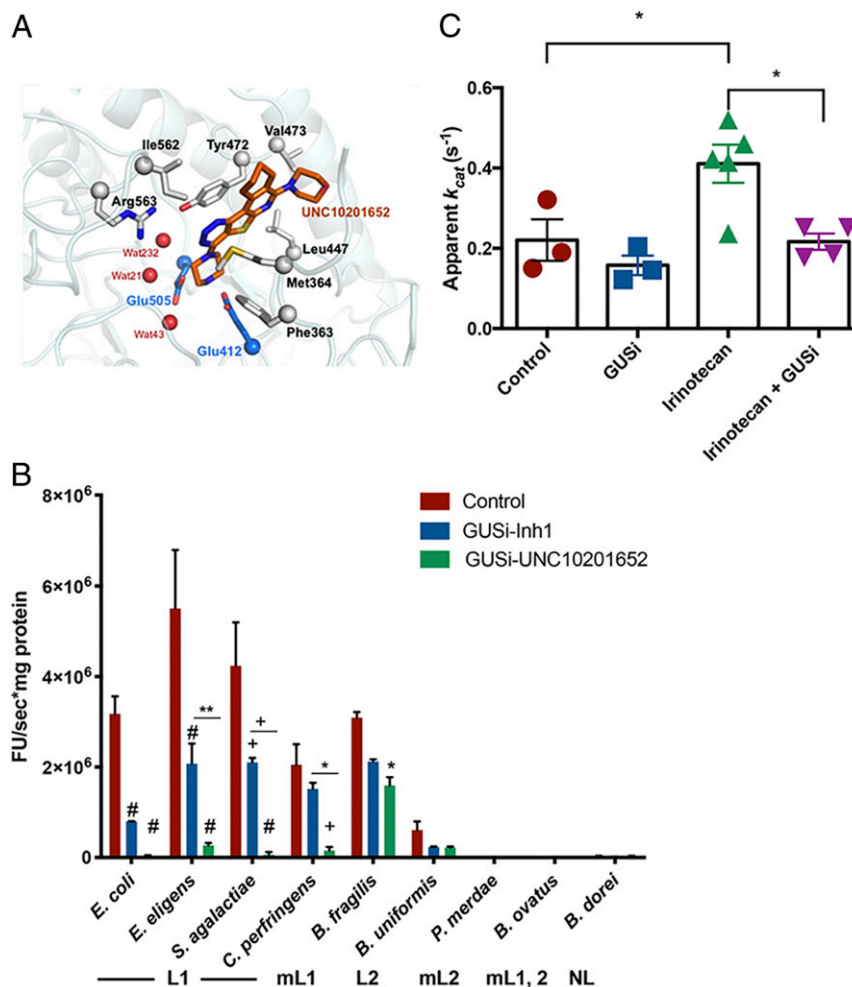 A
Ile562
Tyr472
Val473
Arg563
UNC10201652
Wat232
Leu447
Wat21
Met364
Glu505
Wat43
Phe363
Glu412
C
*
*
Apparent kcat (s-1)
0.6
0.4
0.2
0.0
Control
GUSi
Irinotecan
Irinotecan + GUSi
B
FU/sec*mg protein
8×10⁶
6×10⁶
4×10⁶
2×10⁶
0
Control
GUSi-Inh1
GUSi-UNC10201652
**
+
# + *
# # # # + *
E. coli
E. eligens
S. agalactiae
C. perfringens
B. fragilis
B. uniformis
P. merdae
B. ovatus
B. dorei
L1 mL1 L2 mL2 mL1, 2 NL